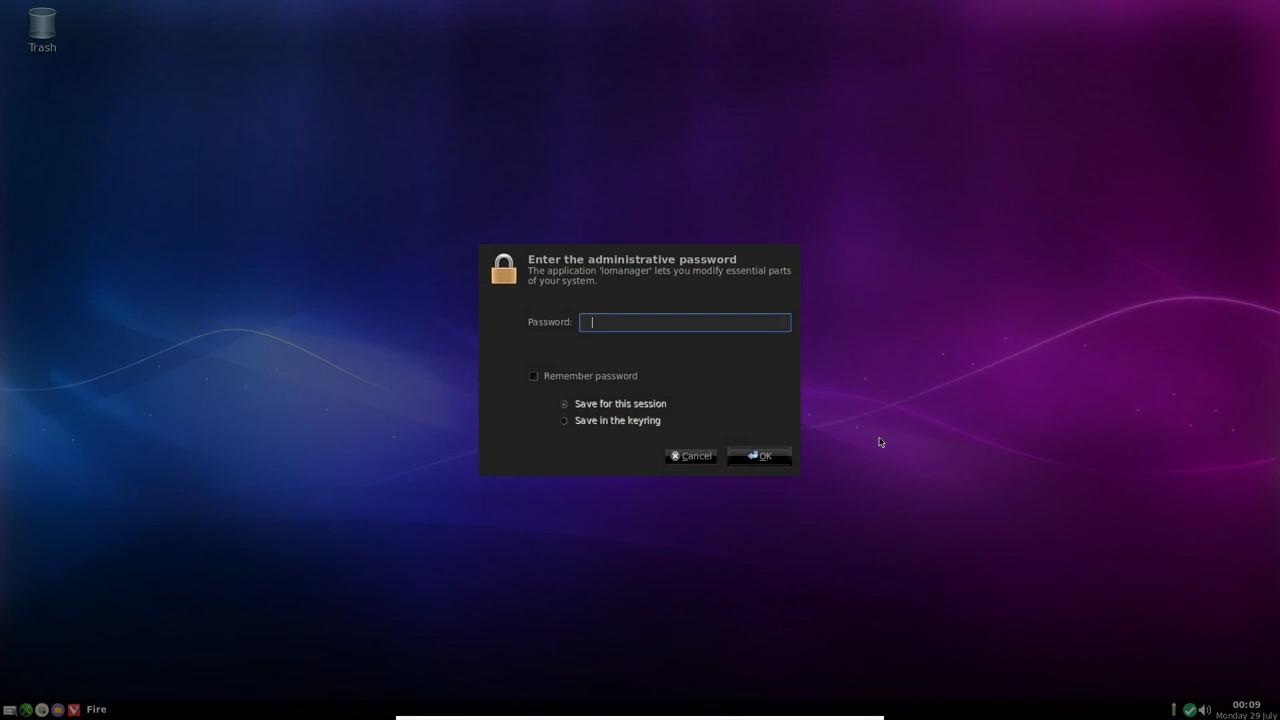 Trash
Enter the administrative password
The application 'lomanager' lets you modify essential parts
of your system.
Password:
Remember password
Save for this session
Save in the keyring
Cancel
OK
Fire
00:09
Monday 29 July